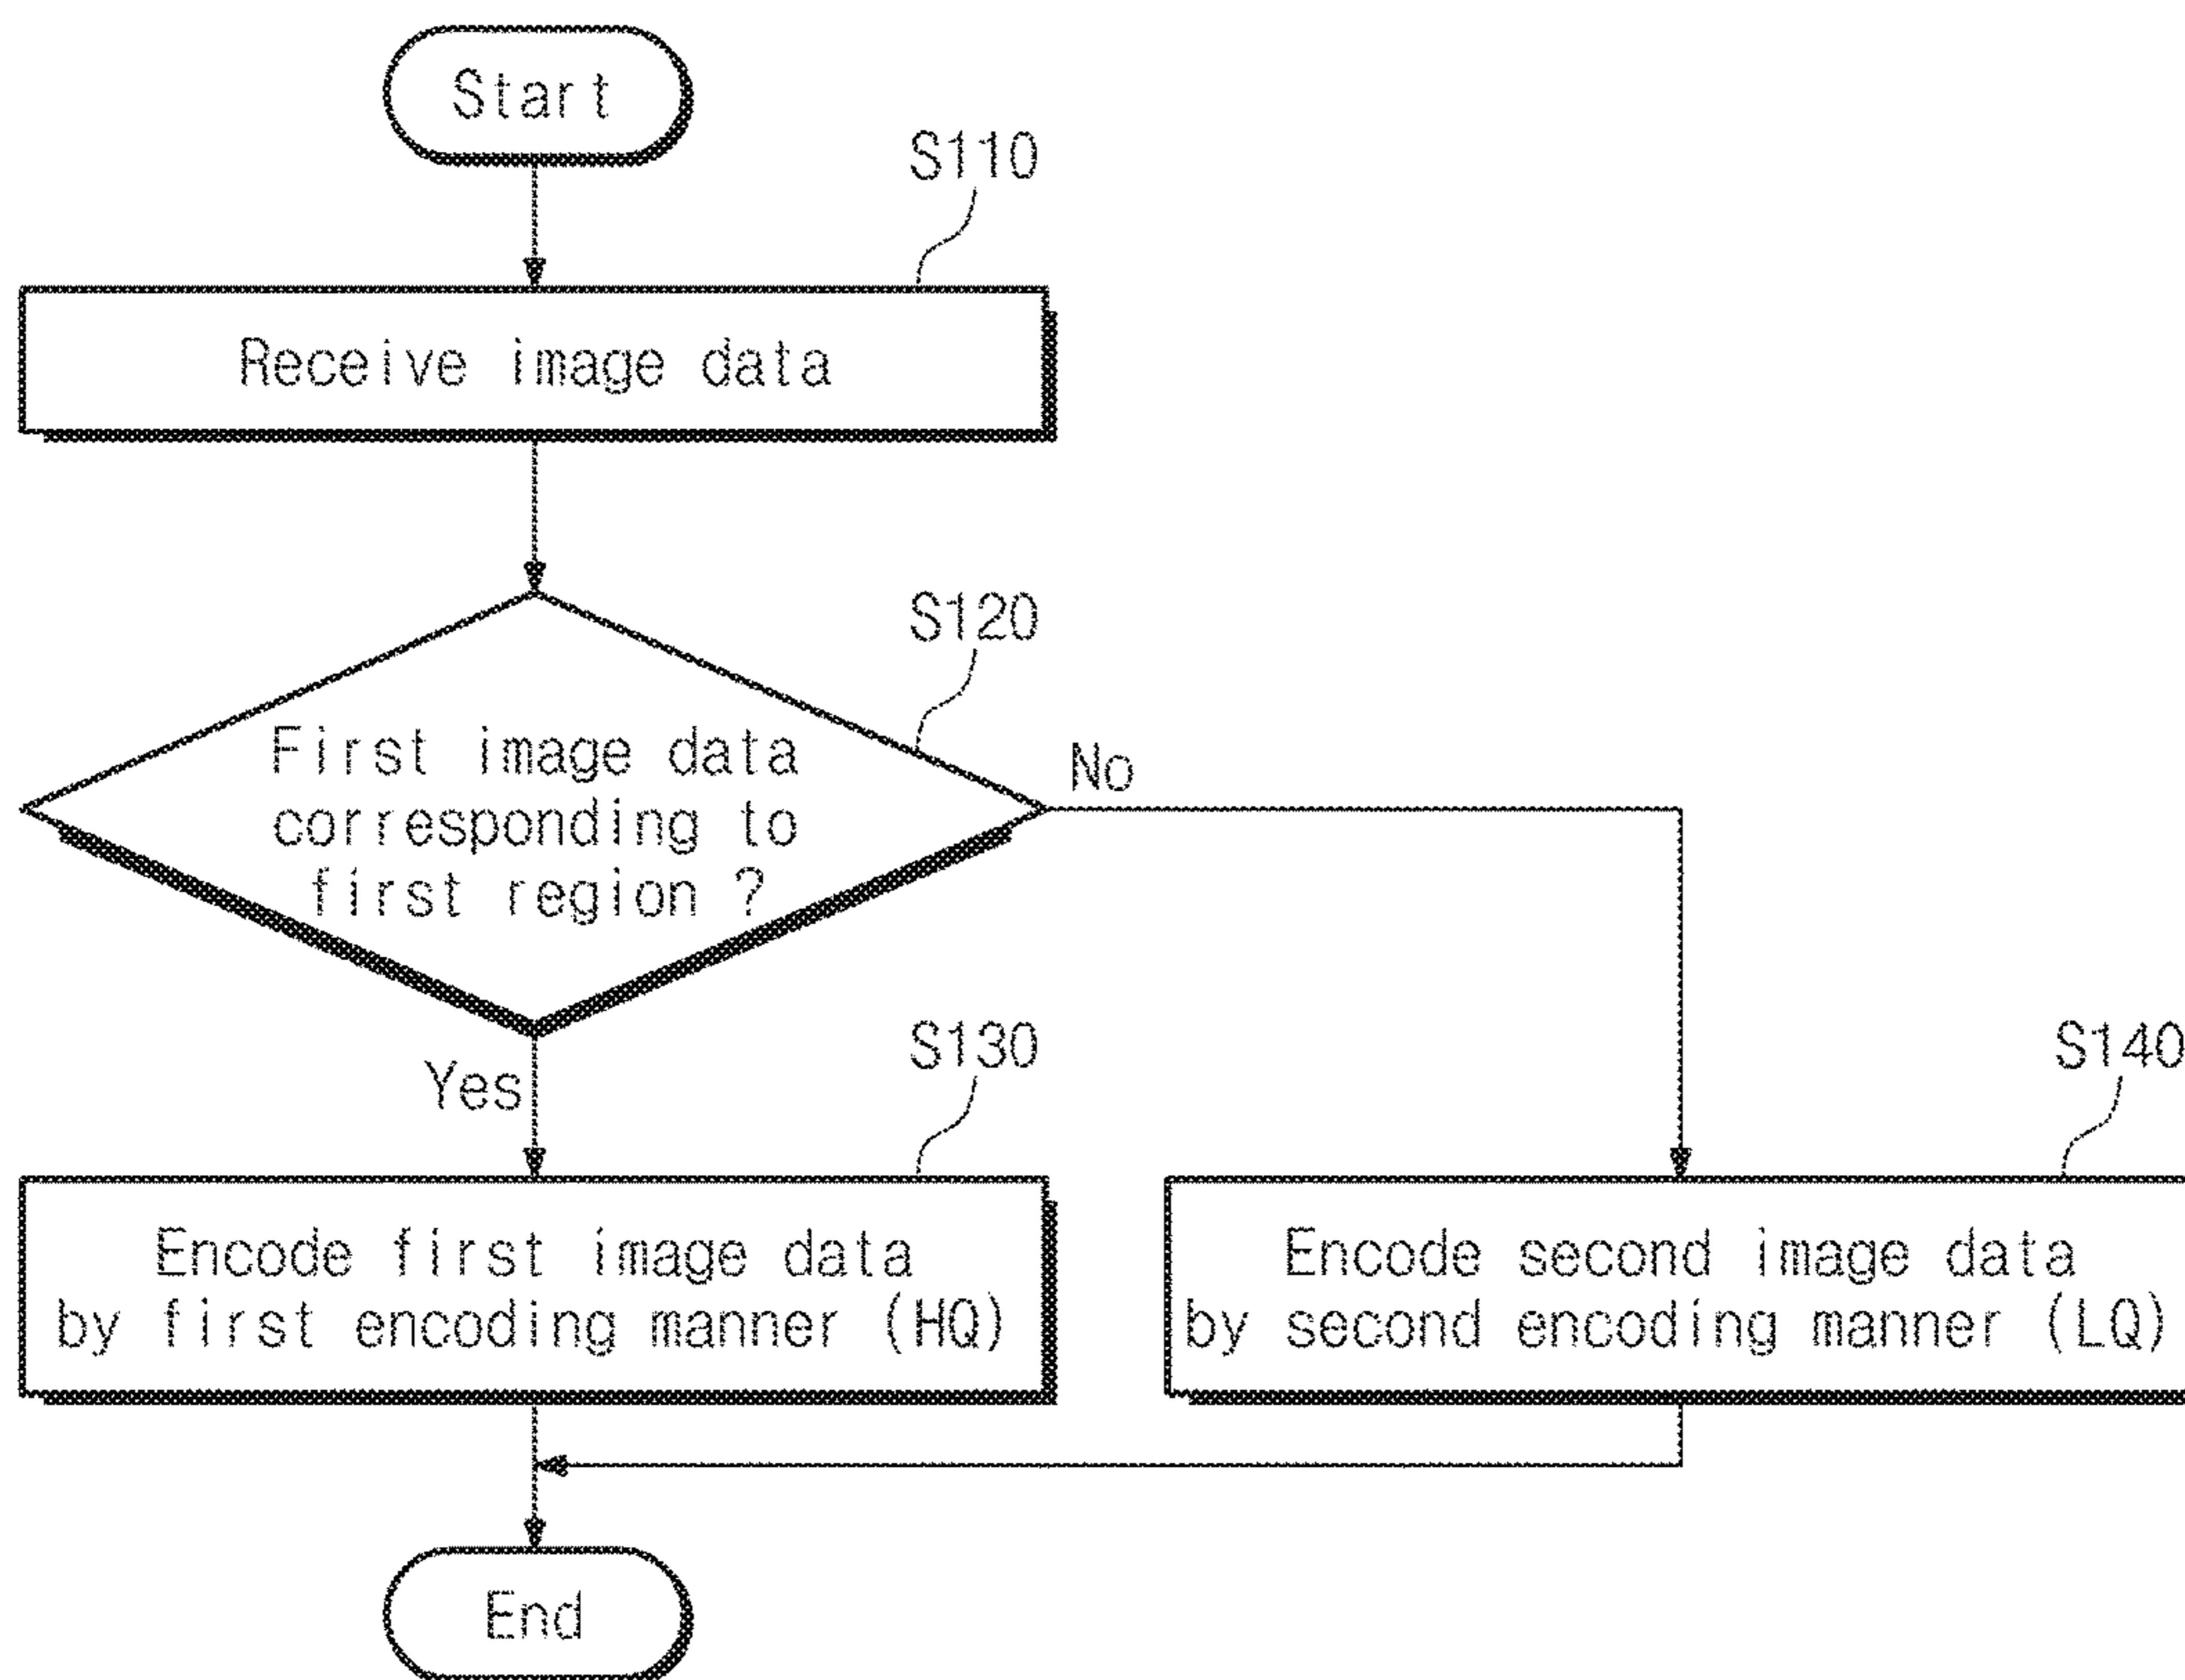 Start
S110
Receive image data
S120
First image data
corresponding to
first region ?
No
Yes
S130
S140
Encode first image data
by first encoding manner (HQ)
Encode second image data
by second encoding manner (LQ)
End